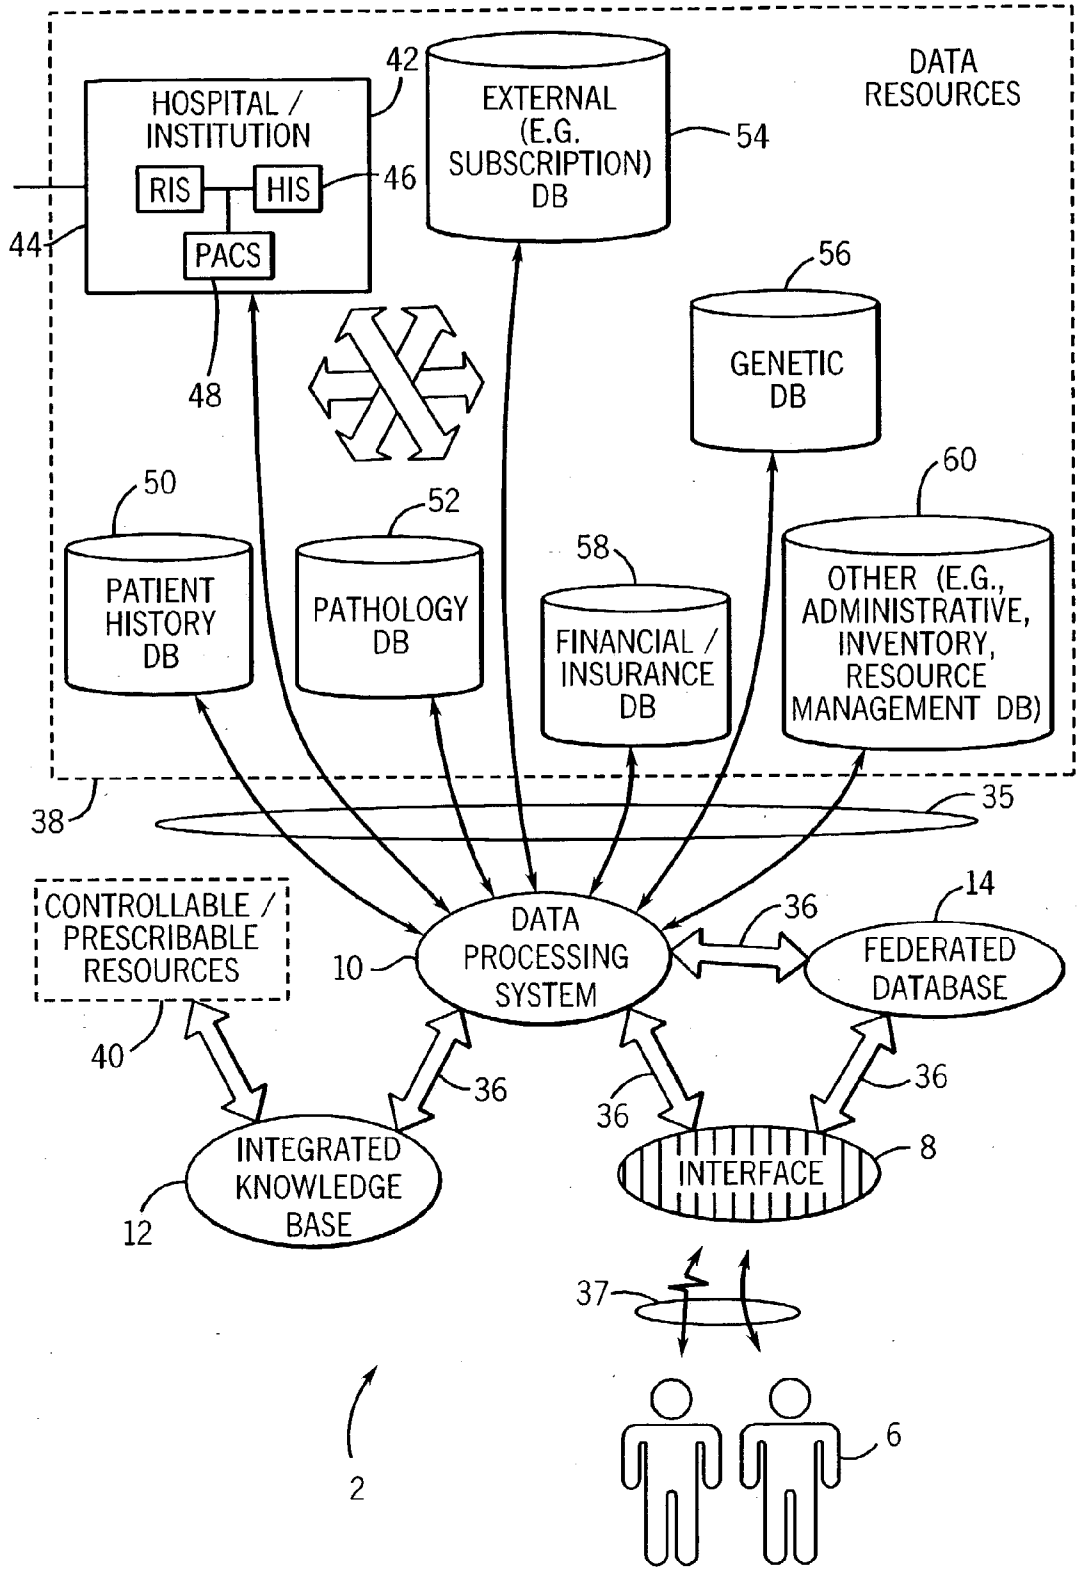 DATA
RESOURCES
42
HOSPITAL /
INSTITUTION
RIS
HIS
46
PACS
44
48
EXTERNAL
(E.G.
SUBSCRIPTION)
DB
54
56
GENETIC
DB
50
PATIENT
HISTORY
DB
52
PATHOLOGY
DB
58
FINANCIAL /
INSURANCE
DB
60
OTHER (E.G.,
ADMINISTRATIVE,
INVENTORY,
RESOURCE
MANAGEMENT DB)
38
35
CONTROLLABLE /
PRESCRIBABLE
RESOURCES
40
10
DATA
PROCESSING
SYSTEM
36
14
FEDERATED
DATABASE
36
36
36
12
INTEGRATED
KNOWLEDGE
BASE
INTERFACE
8
37
2
6